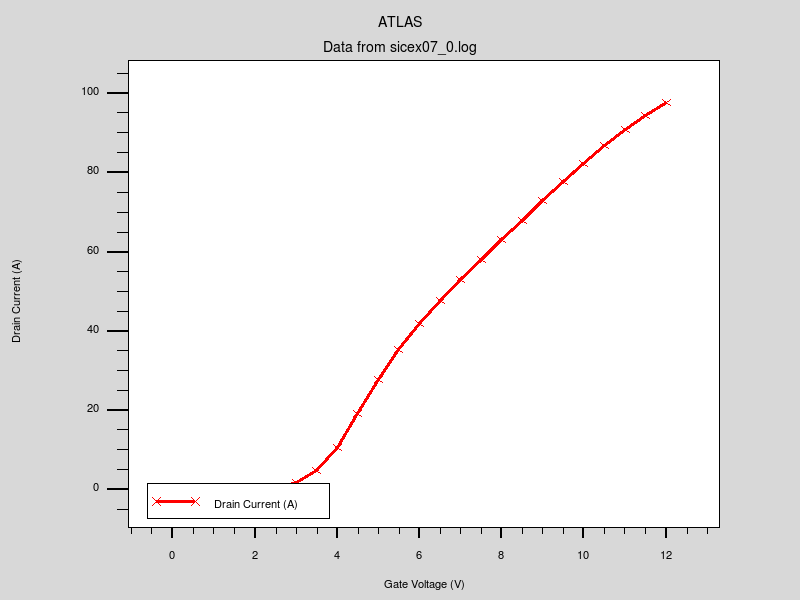 ATLAS
Data from sicex07_0.log
100
80
60
40
20
0
Drain Current (A)
Drain Current (A)
0 2 4 6 8 10 12
Gate Voltage (V)